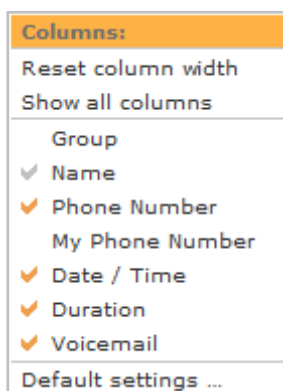 Columns:
Reset column width
Show all columns
Group
Name
Phone Number
My Phone Number
Date / Time
Duration
Voicemail
Default settings ...